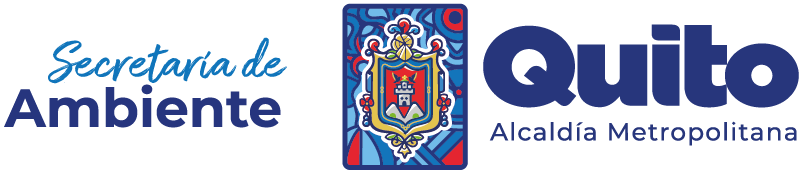 Secretaría de
Ambiente
Quito
Alcaldía Metropolitana